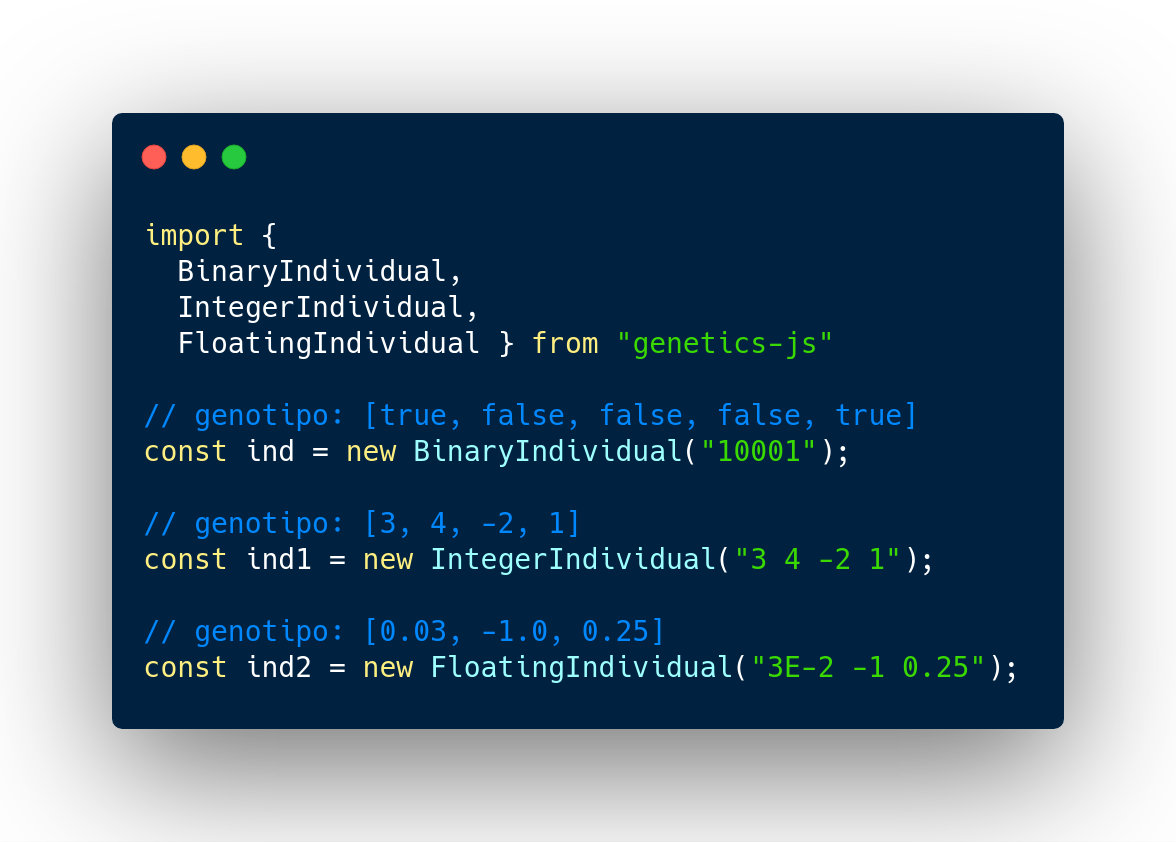 import {
  BinaryIndividual,
  IntegerIndividual,
  FloatingIndividual } from "genetics-js"
// genotipo: [true, false, false, false, true]
const ind = new BinaryIndividual("10001");
// genotipo: [3, 4, -2, 1]
const ind1 = new IntegerIndividual("3 4 -2 1");
// genotipo: [0.03, -1.0, 0.25]
const ind2 = new FloatingIndividual("3E-2 -1 0.25");